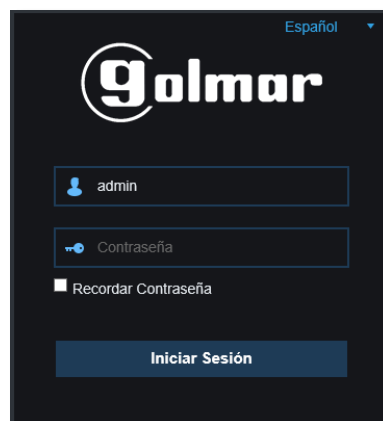 Español
golmar
admin
Contraseña
Recordar Contraseña
Iniciar Sesión